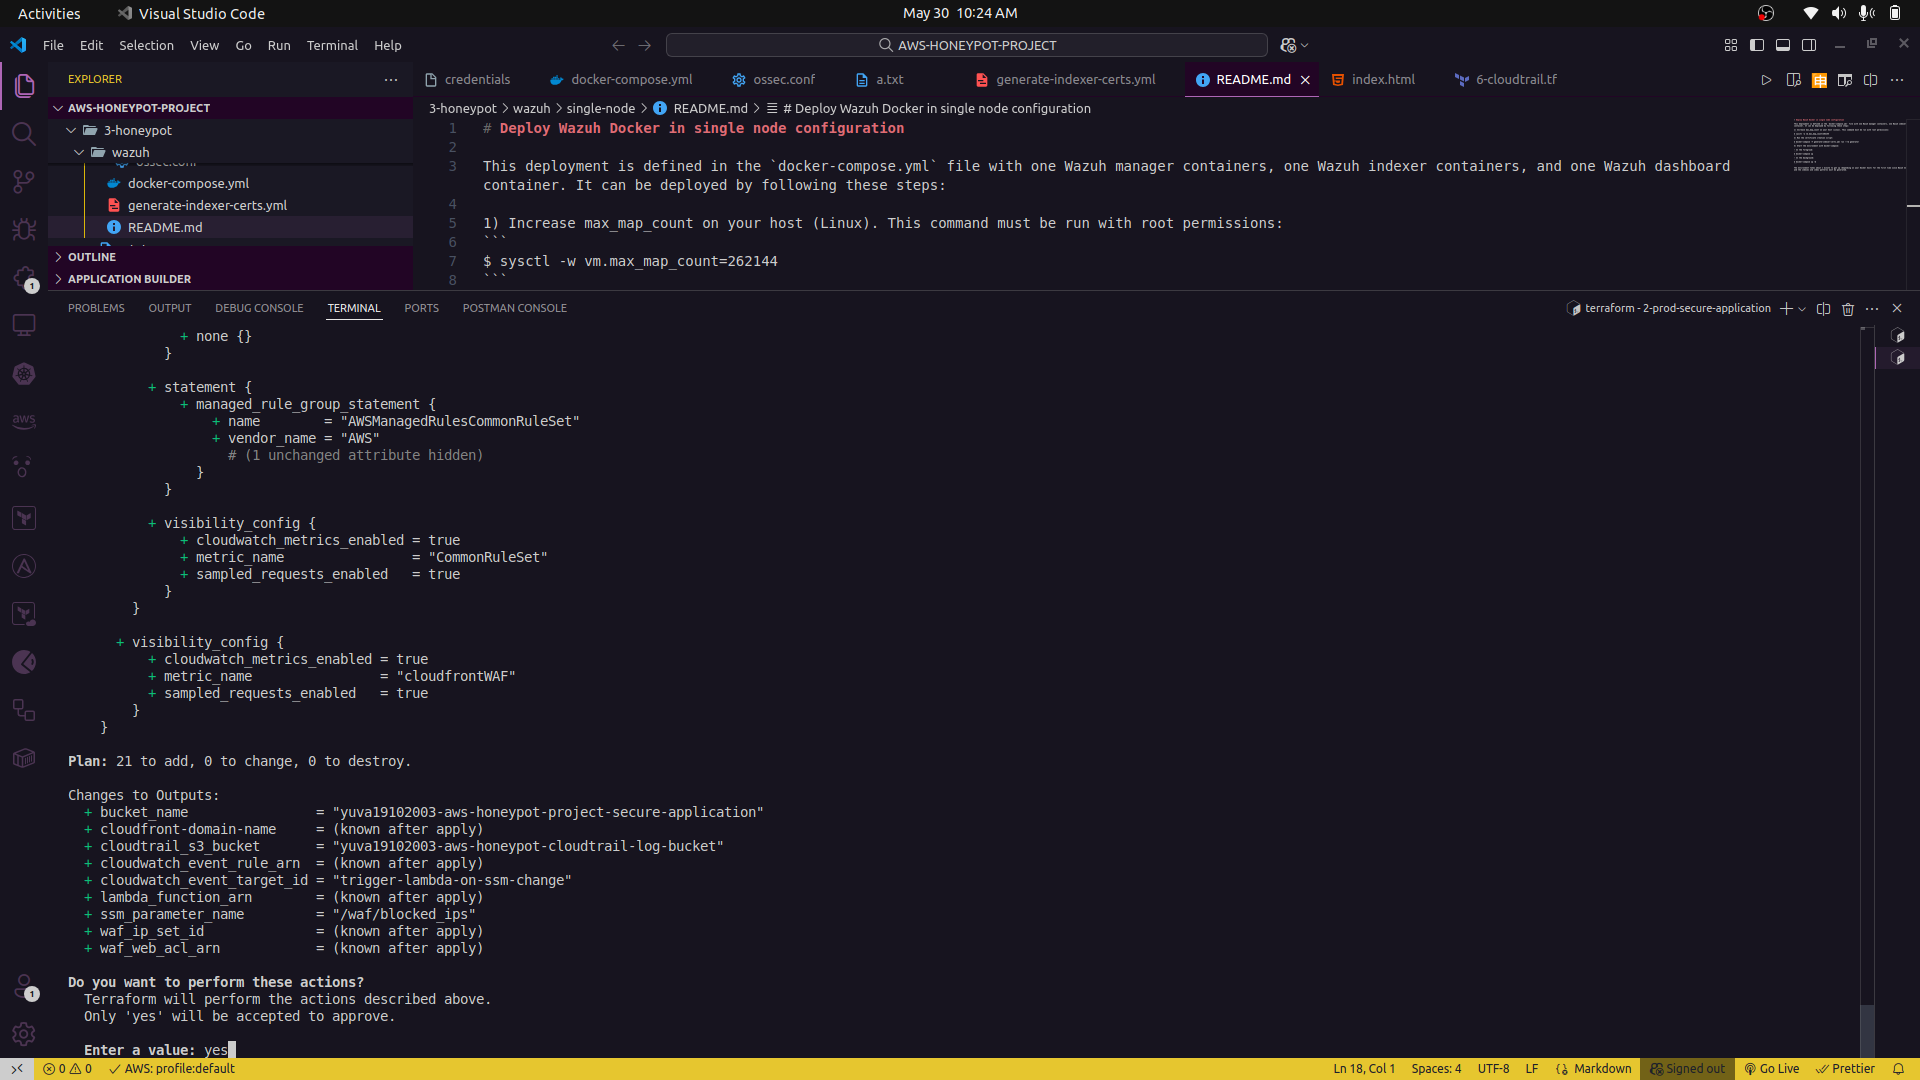 Activities
Visual Studio Code
May 30 10:24 AM
File Edit Selection View Go Run Terminal Help
AWS-HONEYPOT-PROJECT
EXPLORER
credentials
docker-compose.yml
ossec.conf
a.txt
generate-indexer-certs.yml
README.md
index.html
6-cloudtrail.tf
AWS-HONEYPOT-PROJECT
3-honeypot
wazuh
ossec.conf
docker-compose.yml
generate-indexer-certs.yml
README.md
OUTLINE
APPLICATION BUILDER
3-honeypot > wazuh > single-node > README.md > # Deploy Wazuh Docker in single node configuration
1 # Deploy Wazuh Docker in single node configuration
2
3 This deployment is defined in the `docker-compose.yml` file with one Wazuh manager containers, one Wazuh indexer containers, and one Wazuh dashboard
container. It can be deployed by following these steps:
4
5 1) Increase max_map_count on your host (Linux). This command must be run with root permissions:
6 ```
7 $ sysctl -w vm.max_map_count=262144
8 ```
PROBLEMS OUTPUT DEBUG CONSOLE TERMINAL PORTS POSTMAN CONSOLE
terraform - 2-prod-secure-application
+ none {}
}
+ statement {
+ managed_rule_group_statement {
+ name = "AWSManagedRulesCommonRuleSet"
+ vendor_name = "AWS"
# (1 unchanged attribute hidden)
}
}
+ visibility_config {
+ cloudwatch_metrics_enabled = true
+ metric_name = "CommonRuleSet"
+ sampled_requests_enabled = true
}
}
+ visibility_config {
+ cloudwatch_metrics_enabled = true
+ metric_name = "cloudfrontWAF"
+ sampled_requests_enabled = true
}
}
Plan: 21 to add, 0 to change, 0 to destroy.
Changes to Outputs:
+ bucket_name = "yuva19102003-aws-honeypot-project-secure-application"
+ cloudfront-domain-name = (known after apply)
+ cloudtrail_s3_bucket = "yuva19102003-aws-honeypot-cloudtrail-log-bucket"
+ cloudwatch_event_rule_arn = (known after apply)
+ cloudwatch_event_target_id = "trigger-lambda-on-ssm-change"
+ lambda_function_arn = (known after apply)
+ ssm_parameter_name = "/waf/blocked_ips"
+ waf_ip_set_id = (known after apply)
+ waf_web_acl_arn = (known after apply)
Do you want to perform these actions?
Terraform will perform the actions described above.
Only 'yes' will be accepted to approve.
Enter a value: yes
aws
1
1
0 0 AWS: profile:default
Ln 18, Col 1 Spaces: 4 UTF-8 LF Markdown Signed out Go Live Prettier